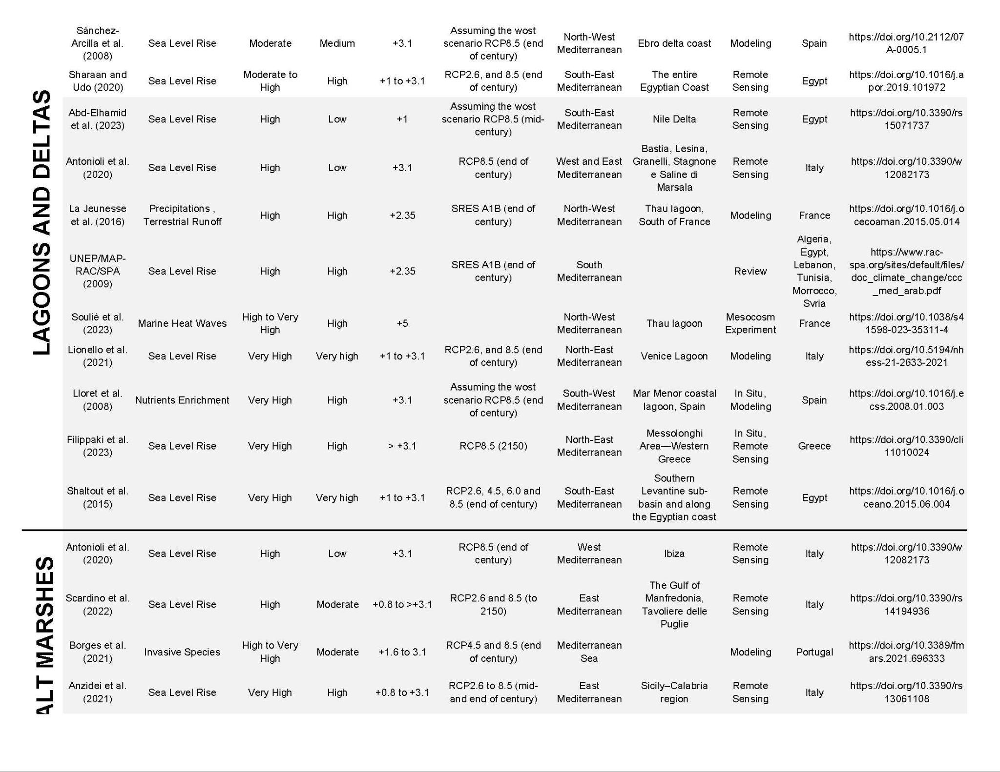 LAGOONS AND DELTAS
Sánchez-
Arcilla et al.
(2008)
Sea Level Rise
Moderate
Medium
+3.1
Assuming the wost
scenario RCP8.5 (end
of century)
North-West
Mediterranean
Ebro delta coast
Modeling
Spain
https://doi.org/10.2112/07
A-0005.1
Sharaan and
Udo (2020)
Sea Level Rise
Moderate to
High
High
+1 to +3.1
RCP2.6, and 8.5 (end
of century)
South-East
Mediterranean
The entire
Egyptian Coast
Remote
Sensing
Egypt
https://doi.org/10.1016/j.a
por.2019.101972
Abd-Elhamid
et al. (2023)
Sea Level Rise
High
Low
+1
Assuming the wost
scenario RCP8.5 (mid-
century)
South-East
Mediterranean
Nile Delta
Remote
Sensing
Egypt
https://doi.org/10.3390/rs
15071737
Antonioli et al.
(2020)
Sea Level Rise
High
Low
+3.1
RCP8.5 (end of
century)
West and East
Mediterranean
Bastia, Lesina,
Granelli, Stagnone
e Saline di
Marsala
Remote
Sensing
Italy
https://doi.org/10.3390/w
12082173
La Jeunesse
et al. (2016)
Precipitations ,
Terrestrial Runoff
High
High
+2.35
SRES A1B (end of
century)
North-West
Mediterranean
Thau lagoon,
South of France
Modeling
France
https://doi.org/10.1016/j.o
cecoaman.2015.05.014
UNEP/MAP-
RAC/SPA
(2009)
Sea Level Rise
High
High
+2.35
SRES A1B (end of
century)
South
Mediterranean
Review
Algeria,
Egypt,
Lebanon,
Tunisia,
Morrocco,
Syria
https://www.rac-
spa.org/sites/default/files/
doc_climate_change/ccc
_med_arab.pdf
Soulié et al.
(2023)
Marine Heat Waves
High to Very
High
High
+5
North-West
Mediterranean
Thau lagoon
Mesocosm
Experiment
France
https://doi.org/10.1038/s4
1598-023-35311-4
Lionello et al.
(2021)
Sea Level Rise
Very High
Very high
+1 to +3.1
RCP2.6, and 8.5 (end
of century)
North-East
Mediterranean
Venice Lagoon
Modeling
Italy
https://doi.org/10.5194/nh
ess-21-2633-2021
Lloret et al.
(2008)
Nutrients Enrichment
Very High
High
+3.1
Assuming the wost
scenario RCP8.5 (end
of century)
South-West
Mediterranean
Mar Menor coastal
lagoon, Spain
In Situ,
Modeling
Spain
https://doi.org/10.1016/j.e
css.2008.01.003
Filippaki et al.
(2023)
Sea Level Rise
Very High
High
> +3.1
RCP8.5 (2150)
North-East
Mediterranean
Messolonghi
Area—Western
Greece
In Situ,
Remote
Sensing
Greece
https://doi.org/10.3390/cli
11010024
Shaltout et al.
(2015)
Sea Level Rise
Very High
Very high
+1 to +3.1
RCP2.6, 4.5, 6.0 and
8.5 (end of century)
South-East
Mediterranean
Southern
Levantine sub-
basin and along
the Egyptian coast
Remote
Sensing
Egypt
https://doi.org/10.1016/j.o
ceano.2015.06.004
ALT MARSHES
Antonioli et al.
(2020)
Sea Level Rise
High
Low
+3.1
RCP8.5 (end of
century)
West
Mediterranean
Ibiza
Remote
Sensing
Italy
https://doi.org/10.3390/w
12082173
Scardino et al.
(2022)
Sea Level Rise
High
Moderate
+0.8 to >+3.1
RCP2.6 and 8.5 (to
2150)
East
Mediterranean
The Gulf of
Manfredonia,
Tavoliere delle
Puglie
Remote
Sensing
Italy
https://doi.org/10.3390/rs
14194936
Borges et al.
(2021)
Invasive Species
High to Very
High
Moderate
+1.6 to 3.1
RCP4.5 and 8.5 (end
of century)
Mediterranean
Sea
Modeling
Portugal
https://doi.org/10.3389/fm
ars.2021.696333
Anzidei et al.
(2021)
Sea Level Rise
Very High
High
+0.8 to +3.1
RCP2.6 to 8.5 (mid-
and end of century)
East
Mediterranean
Sicily–Calabria
region
Remote
Sensing
Italy
https://doi.org/10.3390/rs
13061108